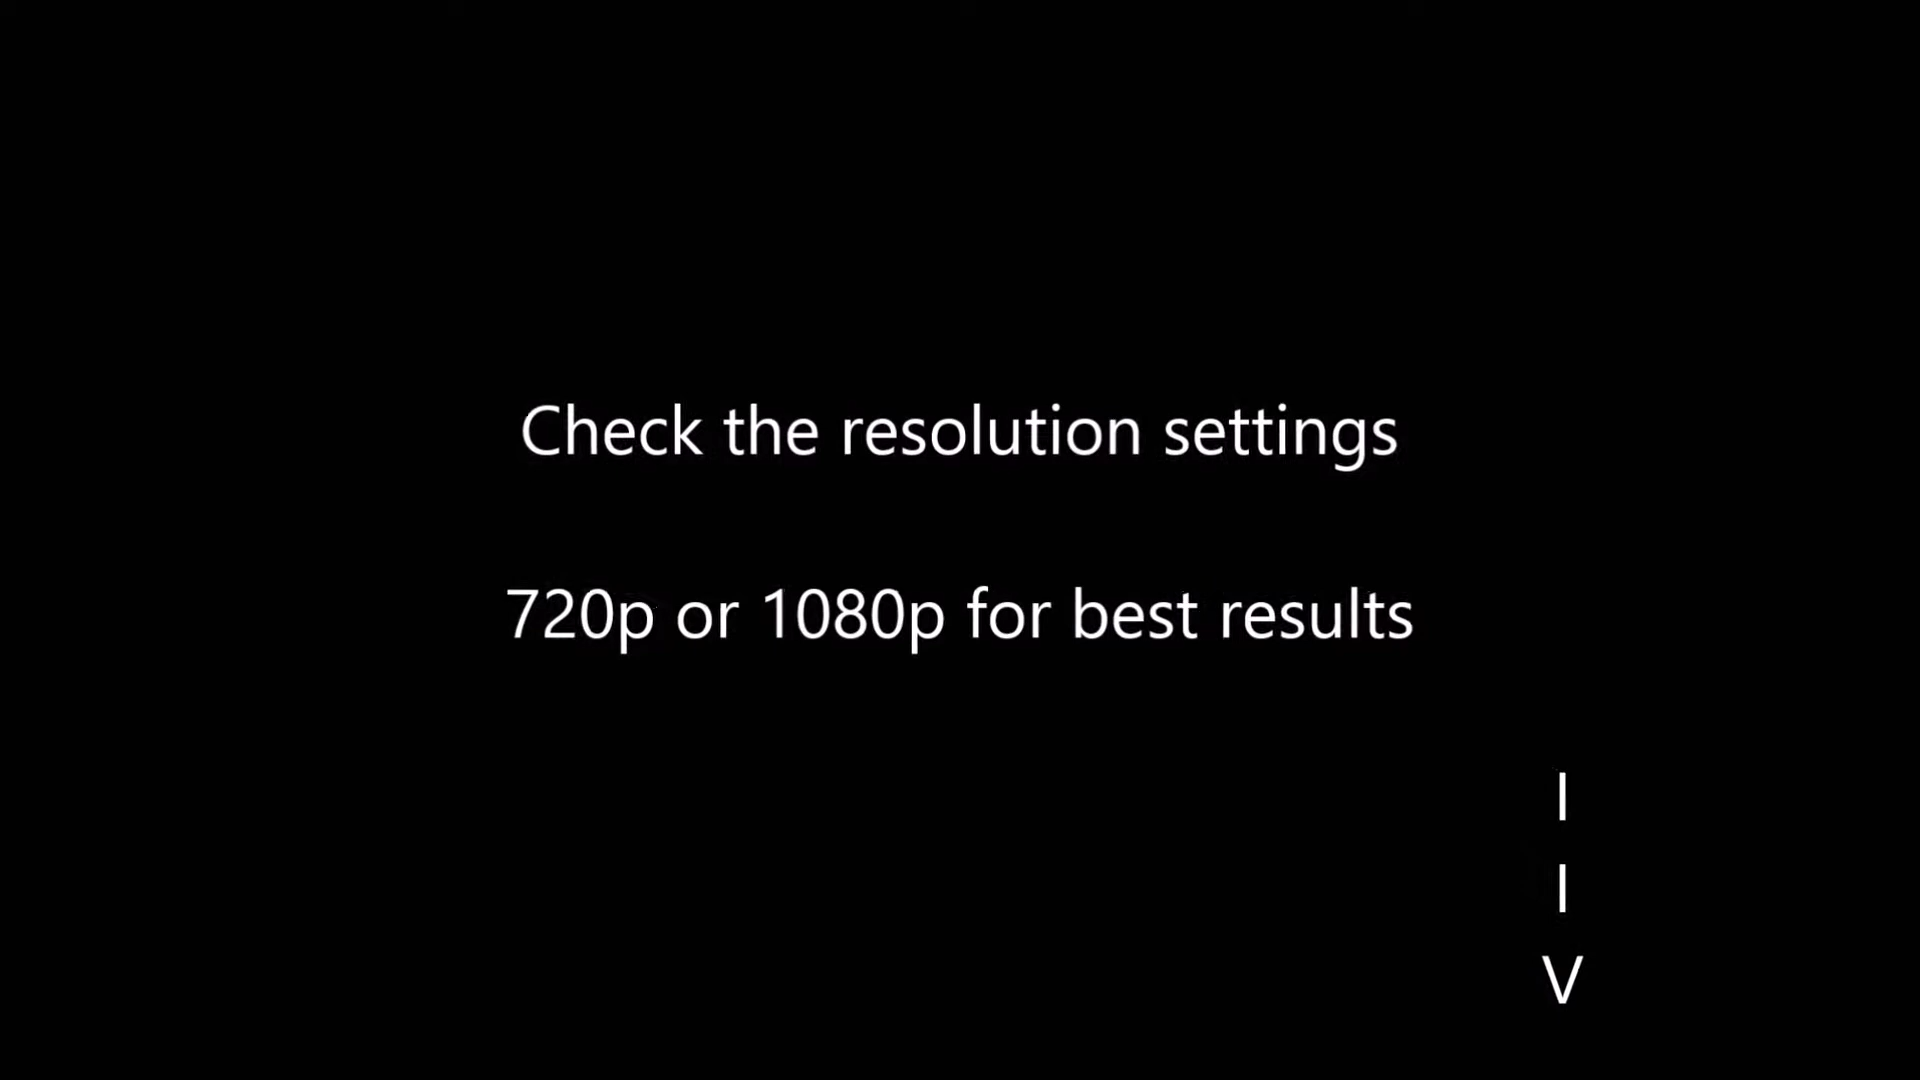 Check the resolution settings
720p or 1080p for best results
I
I
V